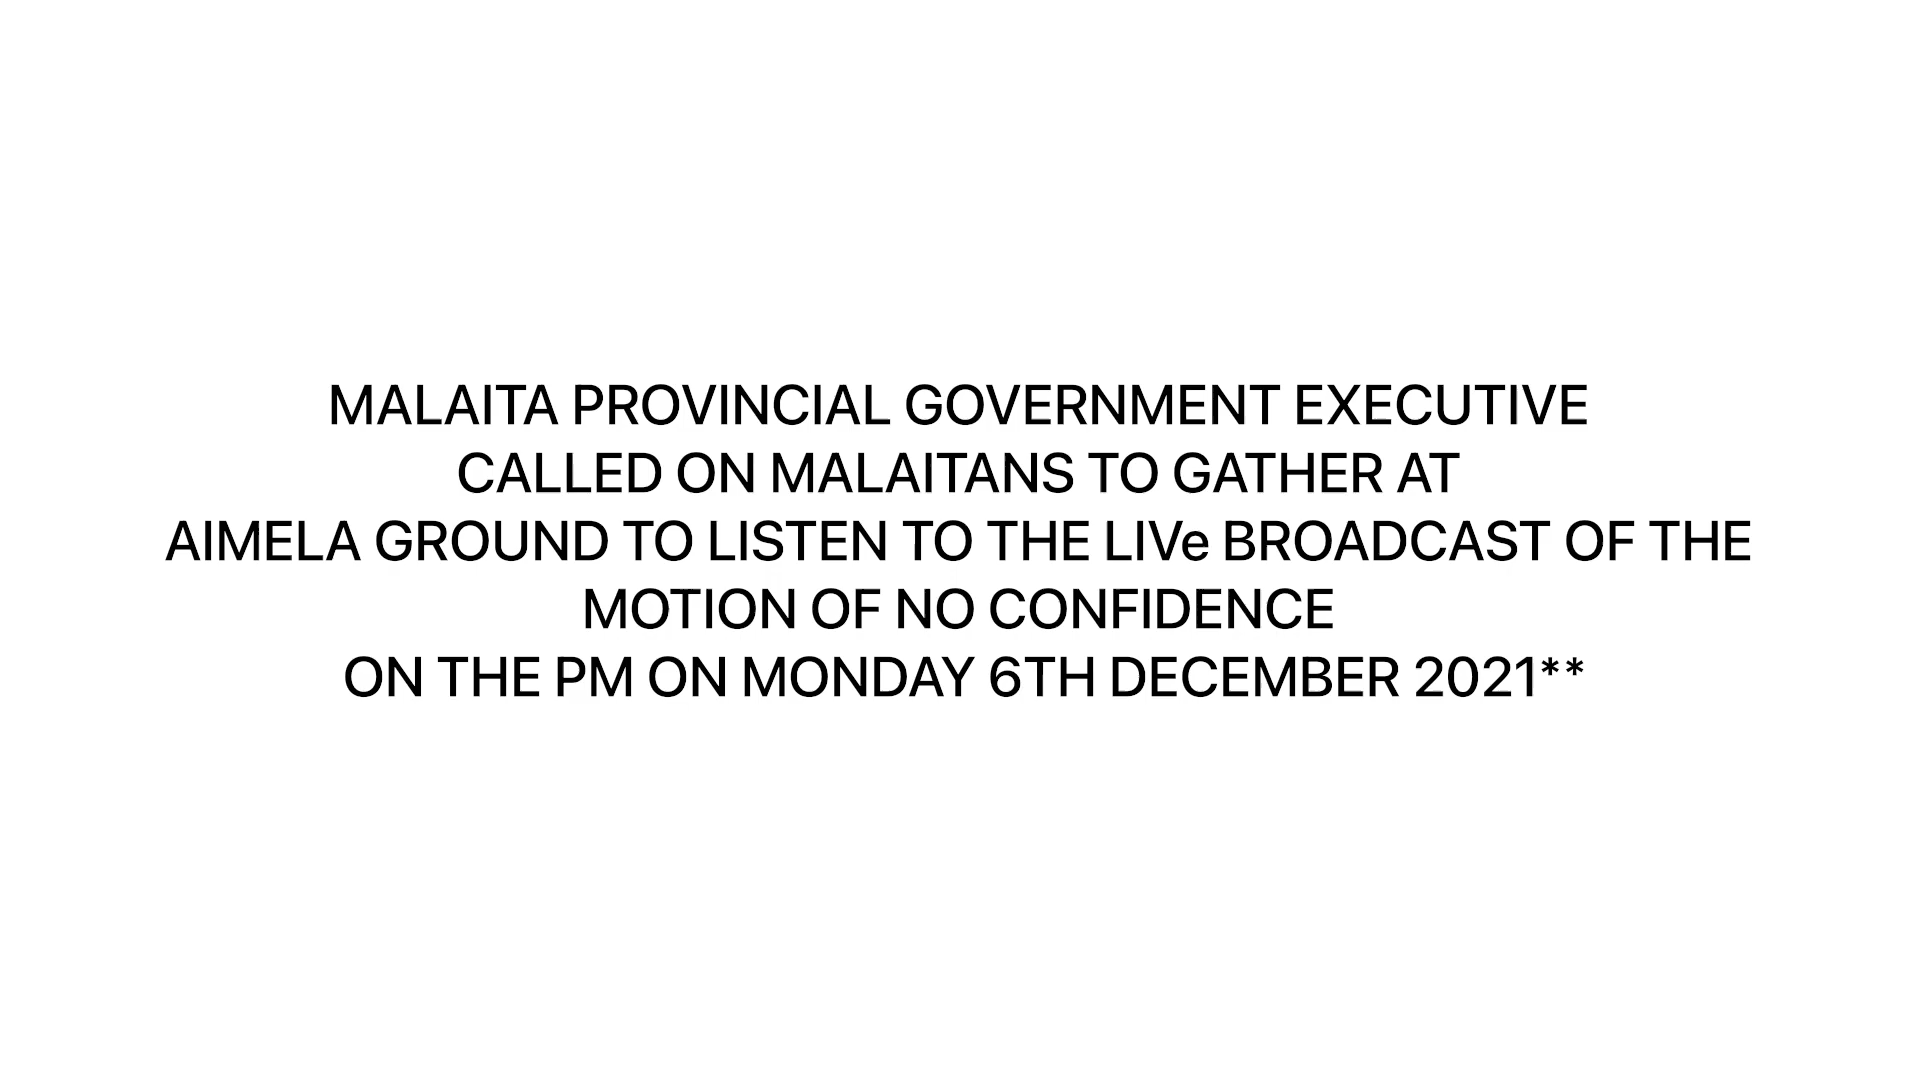 MALAITA PROVINCIAL GOVERNMENT EXECUTIVE
CALLED ON MALAITANS TO GATHER AT
AIMELA GROUND TO LISTEN TO THE LIVe BROADCAST OF THE
MOTION OF NO CONFIDENCE
ON THE PM ON MONDAY 6TH DECEMBER 2021**